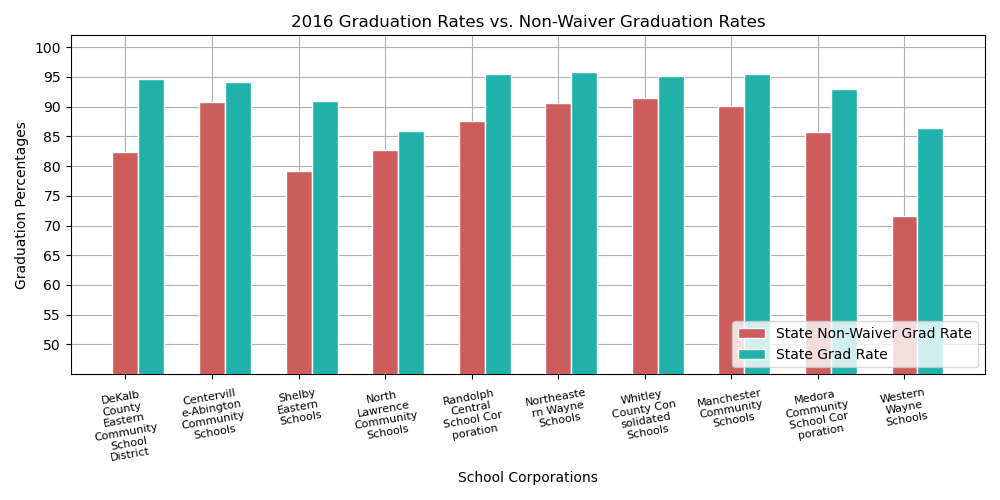 2016 Graduation Rates vs. Non-Waiver Graduation Rates
Graduation Percentages
100
95
90
85
80
75
70
65
60
55
50
State Non-Waiver Grad Rate
State Grad Rate
DeKalb
County
Eastern
Community
School
District
Centervill
e-Abington
Community
Schools
Shelby
Eastern
Schools
North
Lawrence
Community
Schools
Randolph
Central
School Cor
poration
Northeaste
rn Wayne
Schools
Whitley
County Con
solidated
Schools
Manchester
Community
Schools
Medora
Community
School Cor
poration
Western
Wayne
Schools
School Corporations